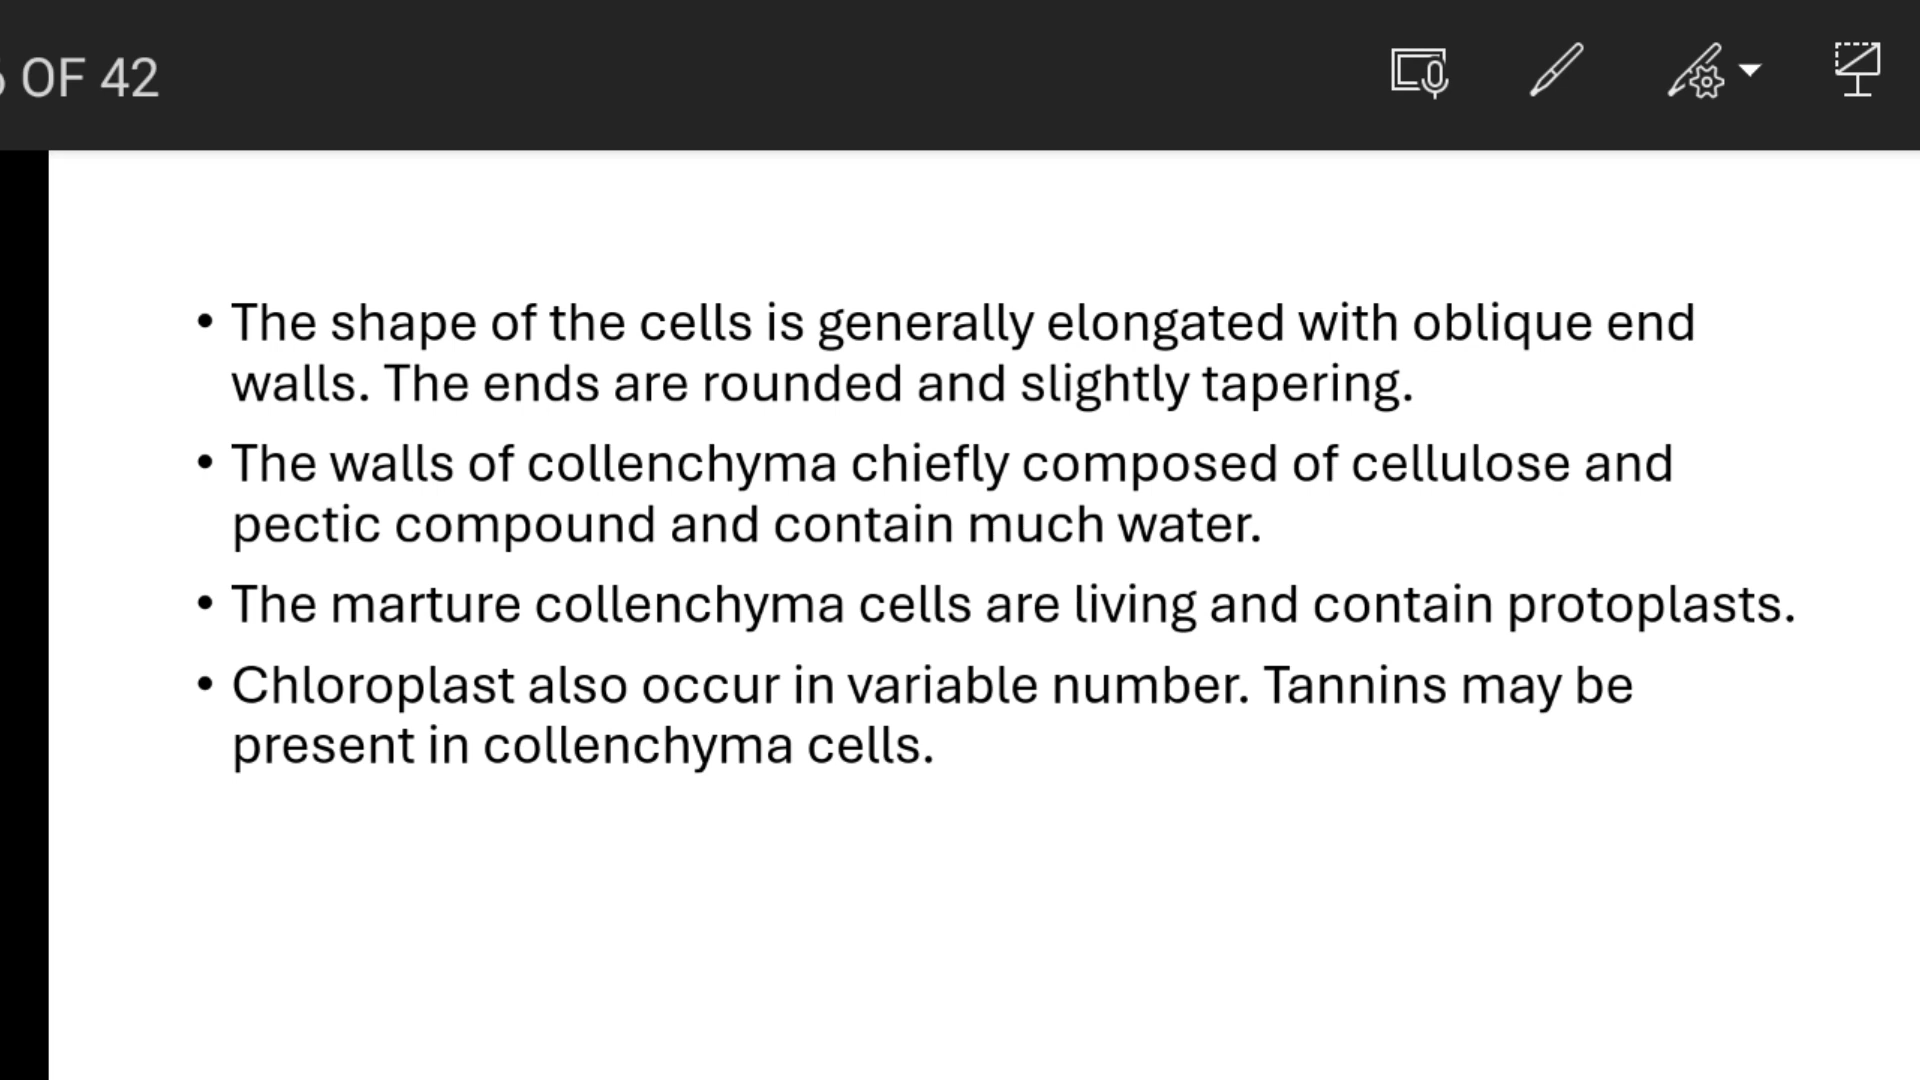 OF 42
• The shape of the cells is generally elongated with oblique end
walls. The ends are rounded and slightly tapering.
• The walls of collenchyma chiefly composed of cellulose and
pectic compound and contain much water.
• The marture collenchyma cells are living and contain protoplasts.
• Chloroplast also occur in variable number. Tannins may be
present in collenchyma cells.